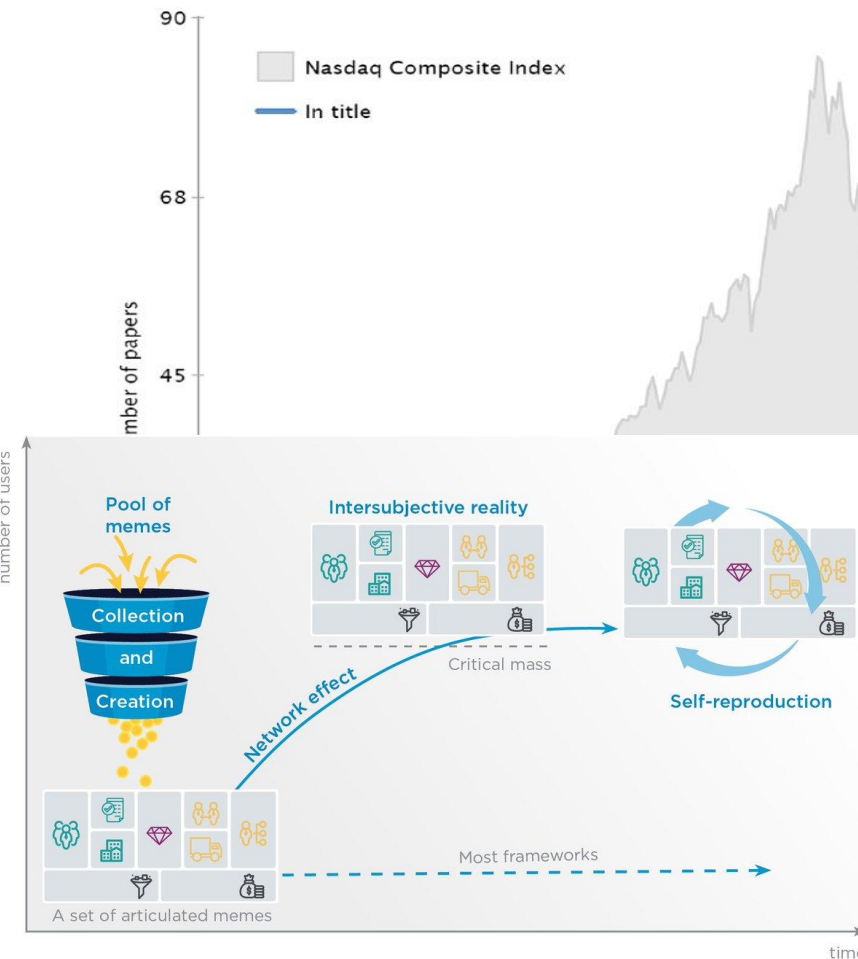 90
Nasdaq Composite Index
In title
68
mber of papers
45
number of users
Pool of
memes
Intersubjective reality
Collection
and
Creation
Critical mass
Network effect
Self-reproduction
Most frameworks
A set of articulated memes
time